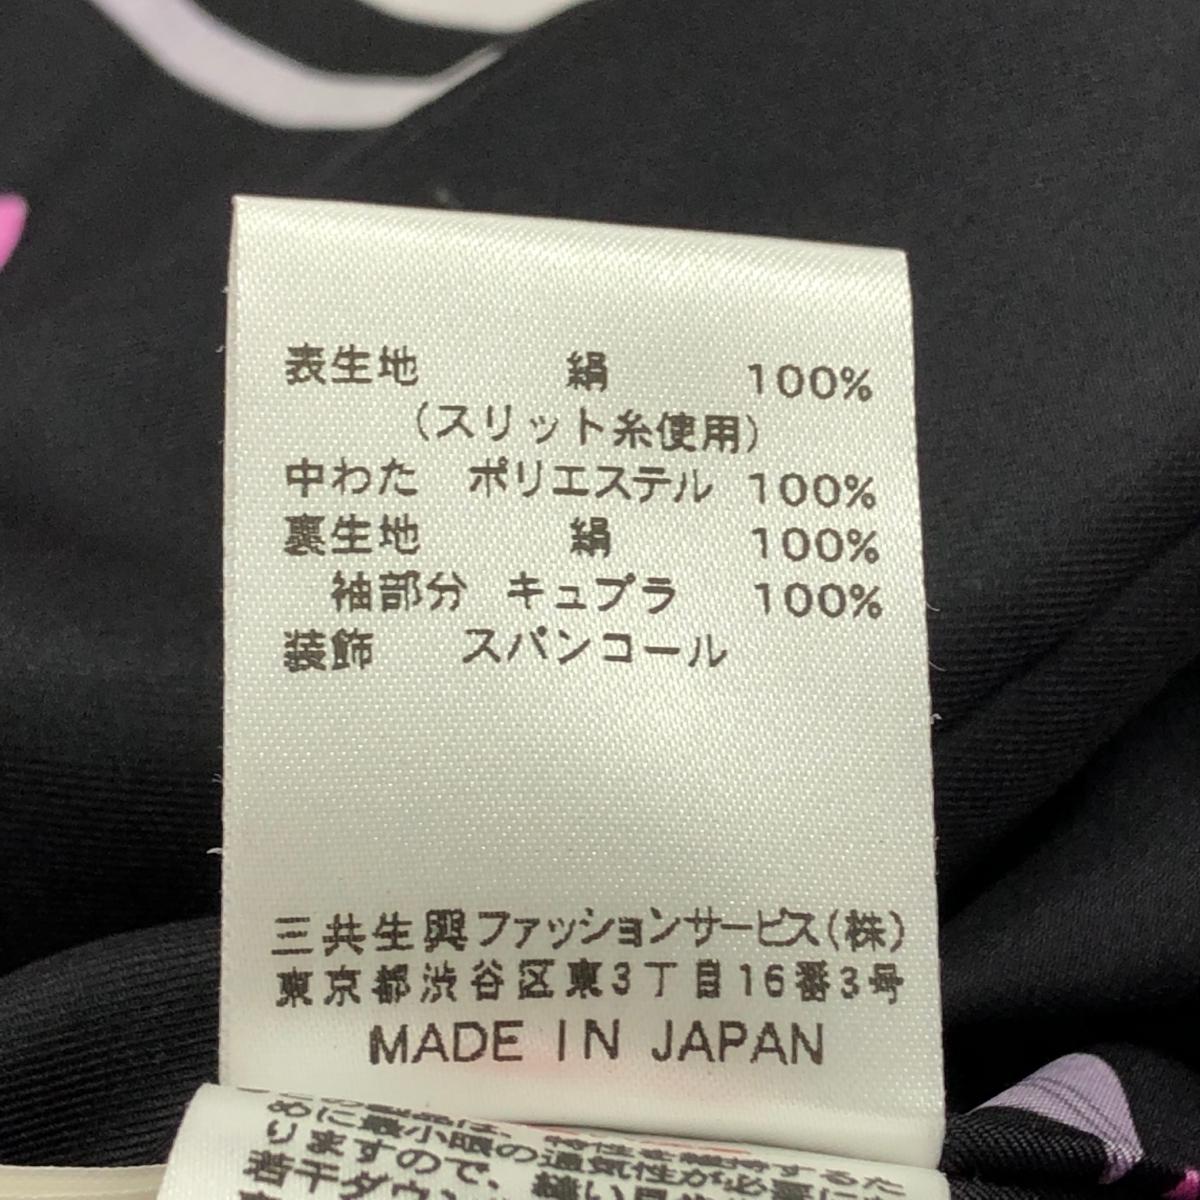 表生地 絹 100%
(スリット糸使用)
中わた ポリエステル 100%
裏生地 絹 100%
袖部分 キュプラ 100%
装飾 スパンコール
三共生興ファッションサービス(株)
東京都渋谷区東3丁目16番3号
MADE IN JAPAN
めに最小限の通気性が必要に
りますので、縫い
若干ダウン